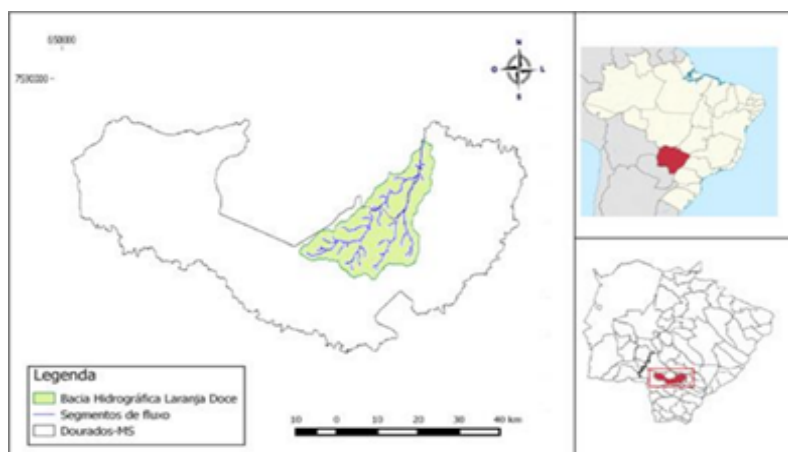 650000
7530000
N
O
L
S
Legenda
Bacia Hidrográfica Laranja Doce
Segmentos de fluxo
Dourados-MS
10 0 10 20 30 40 km